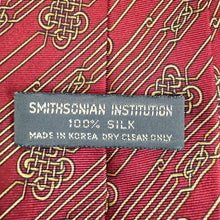 SMITHSONIAN INSTITUTION
100% SILK
MADE IN KOREA DRY CLEAN ONLY